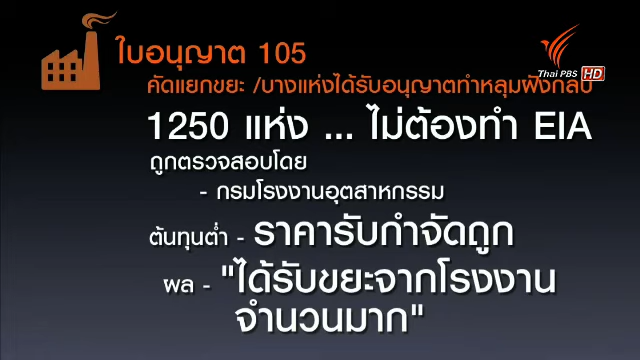 ใบอนุญาต 105
Thai PBS HD
คัดแยกขยะ /บางแห่งได้รับอนุญาตทำหลุมฝังกลบ
1250 แห่ง ... ไม่ต้องทำ EIA
ถูกตรวจสอบโดย
- กรมโรงงานอุตสาหกรรม
ต้นทุนต่ำ - ราคารับกำจัดถูก
ผล - "ได้รับขยะจากโรงงาน
จำนวนมาก"